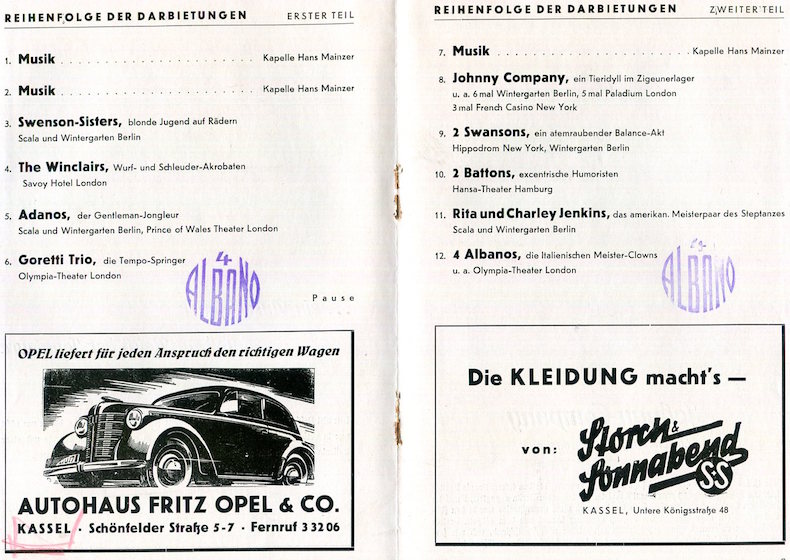 REIHENFOLGE DER DARBIETUNGEN ERSTER TEIL
1. Musik . . . . . . . . . . . . . . . . . . . . . . . . . . . . . Kapelle Hans Mainzer
2. Musik . . . . . . . . . . . . . . . . . . . . . . . . . . . . . Kapelle Hans Mainzer
3. Swenson-Sisters, blonde Jugend auf Rädern
Scala und Wintergarten Berlin
4. The Winclairs, Wurf- und Schleuder-Akrobaten
Savoy Hotel London
5. Adanos, der Gentleman-Jongleur
Scala und Wintergarten Berlin, Prince of Wales Theater London
6. Goretti Trio, die Tempo-Springer
Olympia-Theater London
4
ALBANO
Pause
OPEL liefert für jeden Anspruch den richtigen Wagen
AUTOHAUS FRITZ OPEL & CO.
KASSEL · Schönfelder Straße 5-7 · Fernruf 3 32 06
REIHENFOLGE DER DARBIETUNGEN ZWEITER TEIL
7. Musik . . . . . . . . . . . . . . . . . . . . . . . . . . . . . Kapelle Hans Mainzer
8. Johnny Company, ein Tieridyll im Zigeunerlager
u. a. 6 mal Wintergarten Berlin, 5 mal Paladium London
3 mal French Casino New York
9. 2 Swansons, ein atemraubender Balance-Akt
Hippodrom New York, Wintergarten Berlin
10. 2 Battons, excentrische Humoristen
Hansa-Theater Hamburg
11. Rita und Charley Jenkins, das amerikan. Meisterpaar des Steptanzes
Scala und Wintergarten Berlin
12. 4 Albanos, die Italienischen Meister-Clowns
u. a. Olympia-Theater London
4
ALBANO
Die KLEIDUNG macht's —
von: Storch &
Sonnabend
S&S
KASSEL, Untere Königsstraße 48